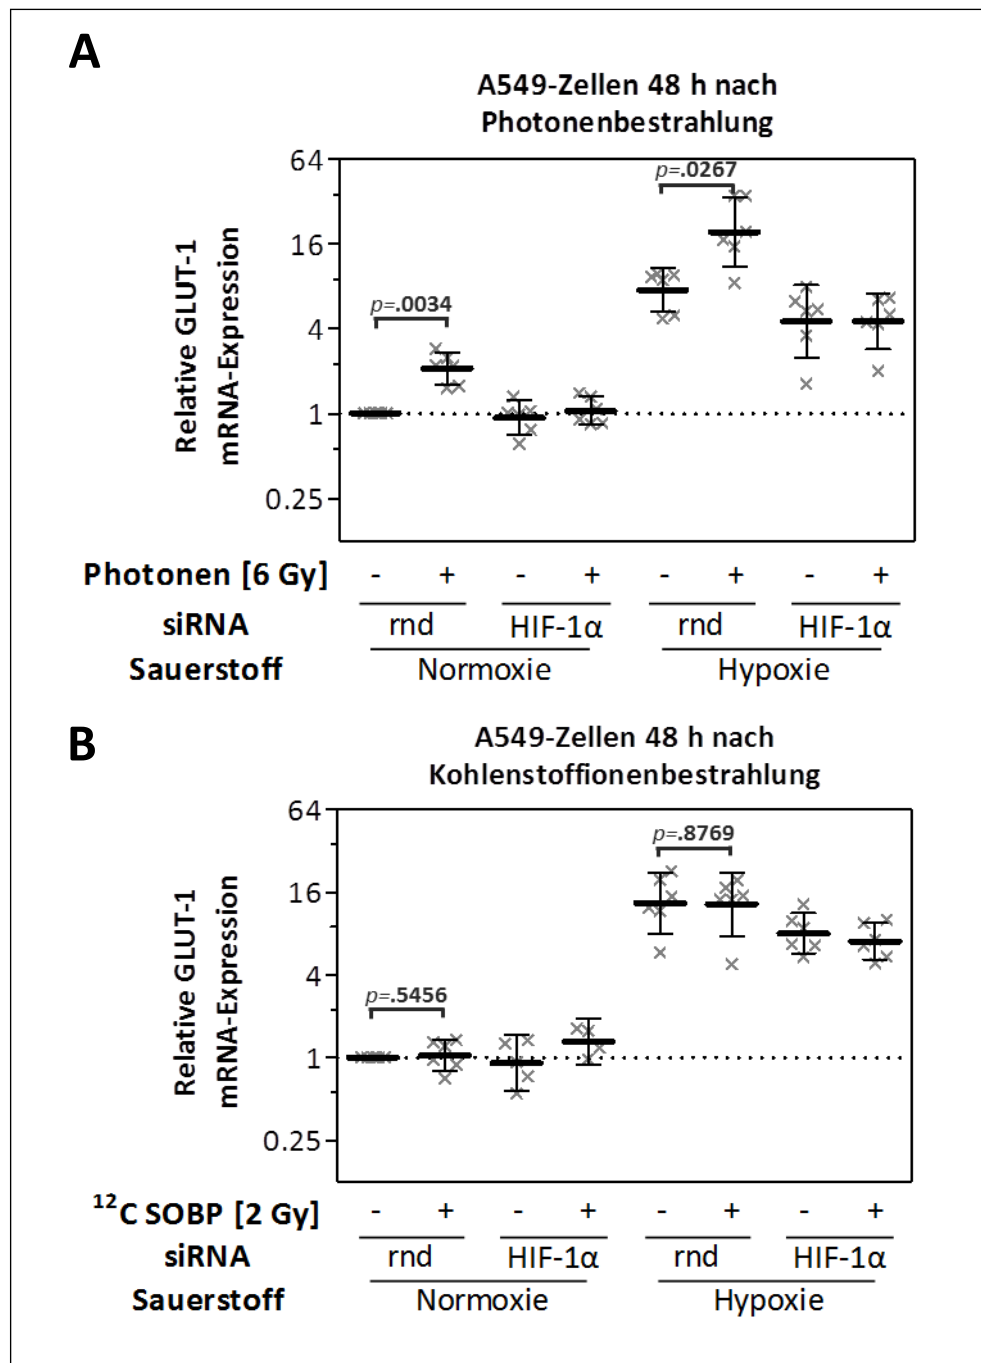 A
A549-Zellen 48 h nach
Photonenbestrahlung
Relative GLUT-1
mRNA-Expression
64
16
4
1
0.25
p=.0034
p=.0267
Photonen [6 Gy] - + - + - + - +
siRNA rnd HIF-1α rnd HIF-1α
Sauerstoff Normoxie Hypoxie
B
A549-Zellen 48 h nach
Kohlenstoffionenbestrahlung
Relative GLUT-1
mRNA-Expression
64
16
4
1
0.25
p=.5456
p=.8769
¹²C SOBP [2 Gy] - + - + - + - +
siRNA rnd HIF-1α rnd HIF-1α
Sauerstoff Normoxie Hypoxie